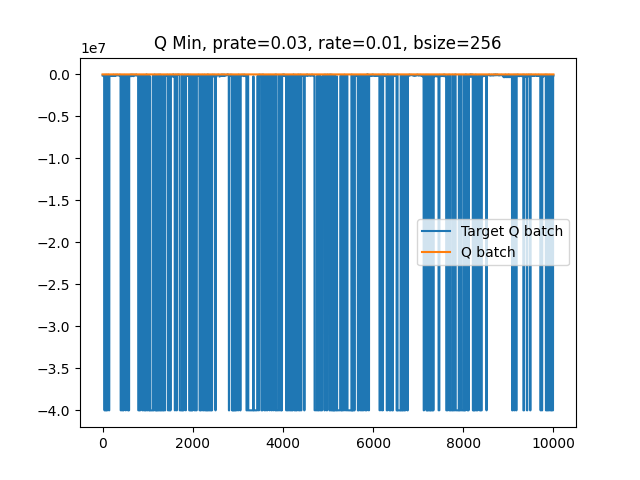 Q Min, prate=0.03, rate=0.01, bsize=256
1e7
0.0
−0.5
−1.0
−1.5
−2.0
−2.5
−3.0
−3.5
−4.0
Target Q batch
Q batch
0 2000 4000 6000 8000 10000